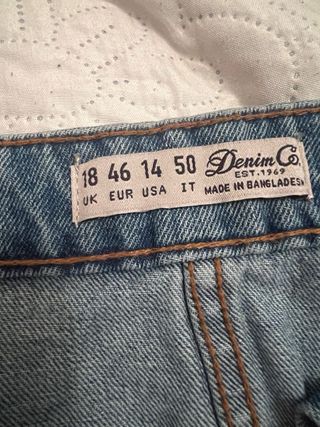 18 46 14 50 Denim Co.
EST. 1969
UK EUR USA IT MADE IN BANGLADESH